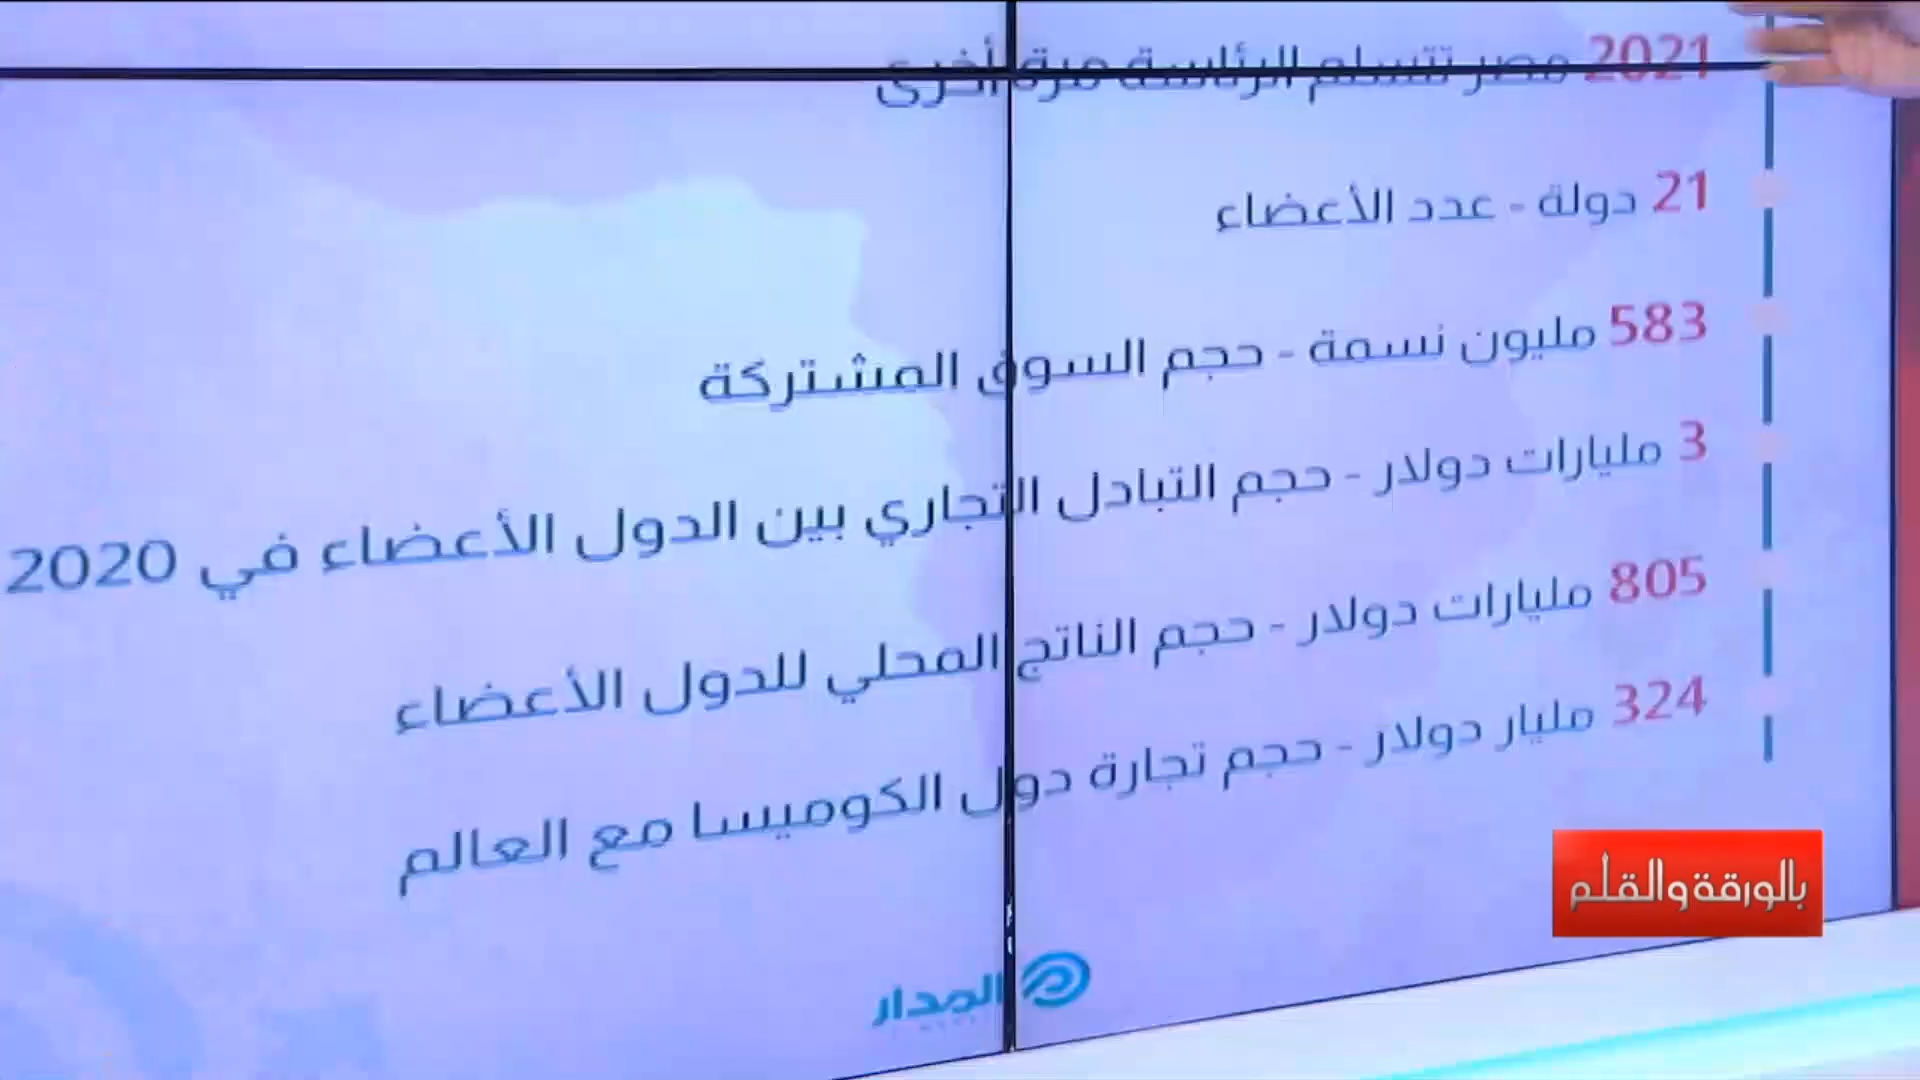 2021 مصر تتسلم الرئاسة مرة أخرى
21 دولة - عدد الأعضاء
583 مليون نسمة - حجم السوق المشتركة
3 مليارات دولار - حجم التبادل التجاري بين الدول الأعضاء في 2020
805 مليارات دولار - حجم الناتج المحلي للدول الأعضاء
324 مليار دولار - حجم تجارة دول الكوميسا مع العالم
بالورقة والقلم
المدار